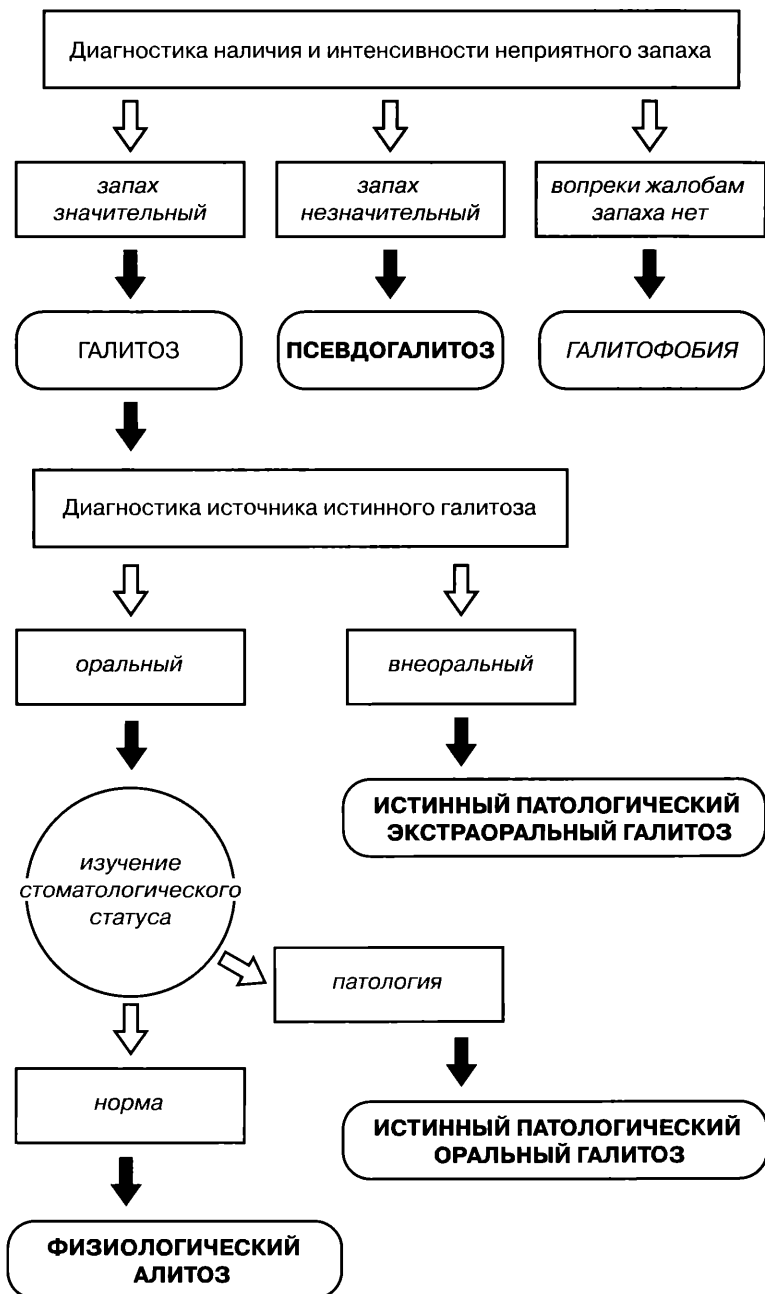 Диагностика наличия и интенсивности неприятного запаха
запах
значительный
запах
незначительный
вопреки жалобам
запаха нет
ГАЛИТОЗ
ПСЕВДОГАЛИТОЗ
ГАЛИТОФОБИЯ
Диагностика источника истинного галитоза
оральный
внеоральный
ИСТИННЫЙ ПАТОЛОГИЧЕСКИЙ
ЭКСТРАОРАЛЬНЫЙ ГАЛИТОЗ
изучение
стоматологического
статуса
патология
норма
ИСТИННЫЙ ПАТОЛОГИЧЕСКИЙ
ОРАЛЬНЫЙ ГАЛИТОЗ
ФИЗИОЛОГИЧЕСКИЙ
АЛИТОЗ